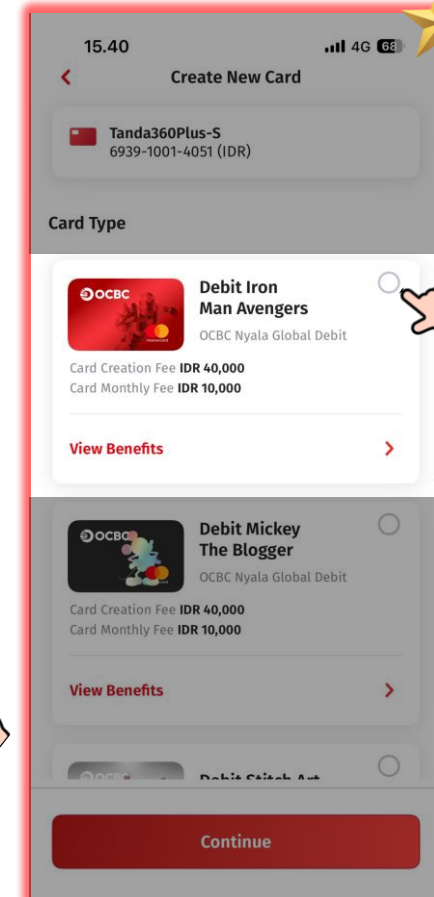 15.40
4G 68
Create New Card
Tanda360Plus-S
6939-1001-4051 (IDR)
Card Type
OCBC
Debit Iron
Man Avengers
OCBC Nyala Global Debit
Card Creation Fee IDR 40,000
Card Monthly Fee IDR 10,000
View Benefits
OCBC
Debit Mickey
The Blogger
OCBC Nyala Global Debit
Card Creation Fee IDR 40,000
Card Monthly Fee IDR 10,000
View Benefits
OCBC
Debit Stitch Art
Continue